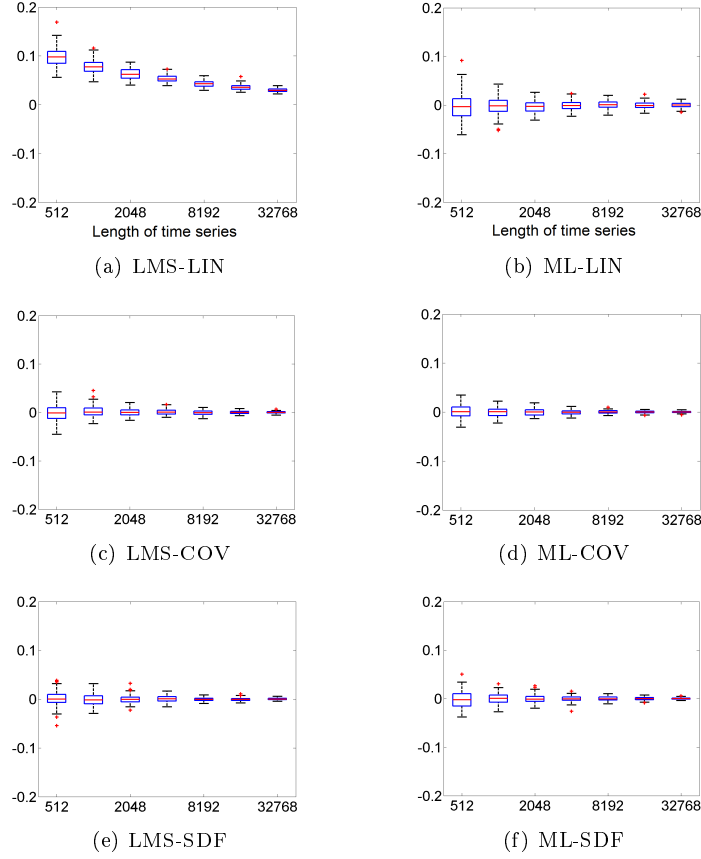 0.2
0.1
0
-0.1
-0.2
512 2048 8192 32768
Length of time series
(a) LMS-LIN
0.2
0.1
0
-0.1
-0.2
512 2048 8192 32768
Length of time series
(b) ML-LIN
0.2
0.1
0
-0.1
-0.2
512 2048 8192 32768
(c) LMS-COV
0.2
0.1
0
-0.1
-0.2
512 2048 8192 32768
(d) ML-COV
0.2
0.1
0
-0.1
-0.2
512 2048 8192 32768
(e) LMS-SDF
0.2
0.1
0
-0.1
-0.2
512 2048 8192 32768
(f) ML-SDF